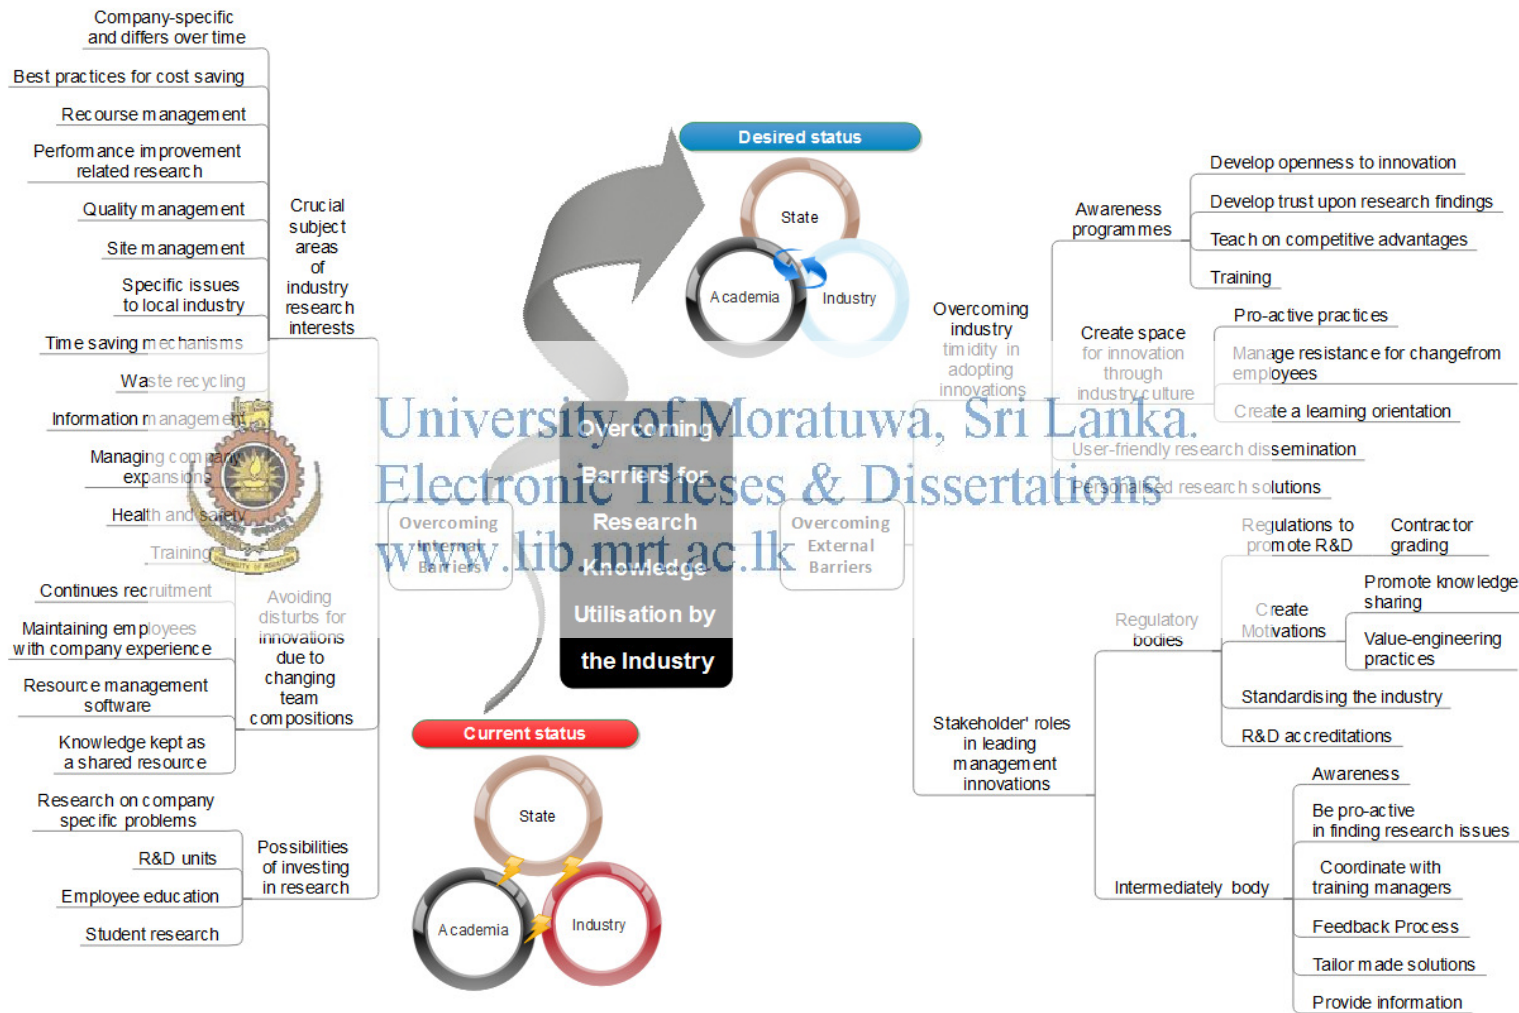 Company-specific
and differs over time
Best practices for cost saving
Recourse management
Performance improvement
related research
Quality management
Site management
Specific issues
to local industry
Time saving mechanisms
Waste recycling
Information management
Managing company
expansions
Health and safety
Training
Crucial
subject
areas
of
industry
research
interests
Continues recruitment
Maintaining employees
with company experience
Resource management
software
Knowledge kept as
a shared resource
Avoiding
disturbs for
innovations
due to
changing
team
compositions
Research on company
specific problems
R&D units
Employee education
Student research
Possibilities
of investing
in research
Overcoming
Internal
Barriers
Desired status
State
Academia
Industry
Overcoming
Barriers for
Research
Knowledge
Utilisation by
the Industry
Current status
State
Academia
Industry
University of Moratuwa, Sri Lanka.
Electronic Theses & Dissertations
www.lib.mrt.ac.lk
UNIVERSITY OF MORATUWA
Overcoming
External
Barriers
Overcoming
industry
timidity in
adopting
innovations
Awareness
programmes
Develop openness to innovation
Develop trust upon research findings
Teach on competitive advantages
Training
Create space
for innovation
through
industry culture
Pro-active practices
Manage resistance for changefrom
employees
Create a learning orientation
User-friendly research dissemination
Personalised research solutions
Stakeholder' roles
in leading
management
innovations
Regulatory
bodies
Regulations to
promote R&D
Contractor
grading
Create
Motivations
Promote knowledge
sharing
Value-engineering
practices
Standardising the industry
R&D accreditations
Intermediately body
Awareness
Be pro-active
in finding research issues
Coordinate with
training managers
Feedback Process
Tailor made solutions
Provide information